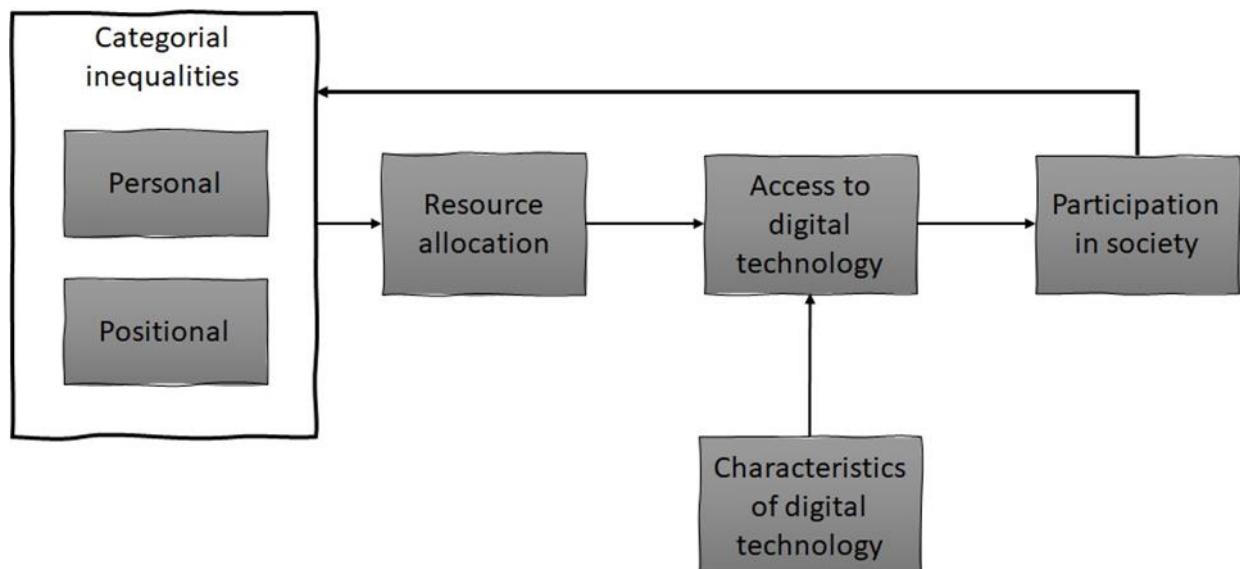 Categorial
inequalities
Personal
Positional
Resource
allocation
Access to
digital
technology
Participation
in society
Characteristics
of digital
technology